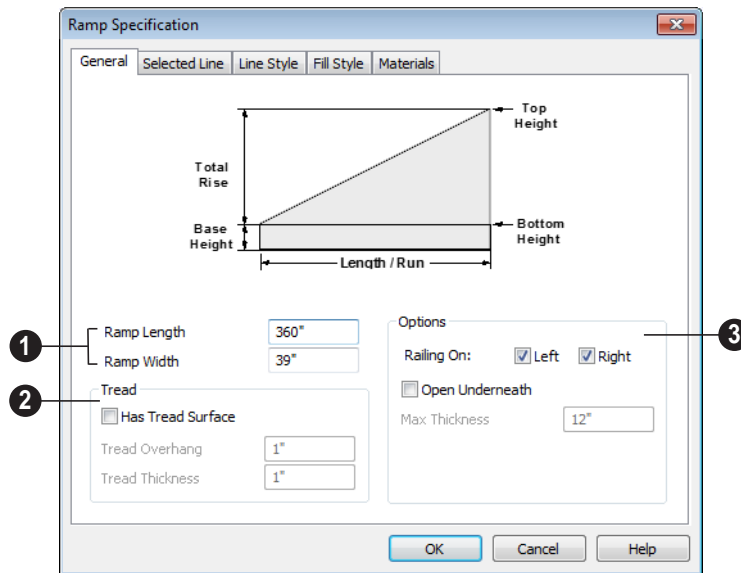 Ramp Specification
General Selected Line Line Style Fill Style Materials
Top
Height
Total
Rise
Base
Height
Bottom
Height
Length / Run
1
Ramp Length 360"
Ramp Width 39"
2
Tread
Has Tread Surface
Tread Overhang 1"
Tread Thickness 1"
3
Options
Railing On: Left Right
Open Underneath
Max Thickness 12"
OK Cancel Help